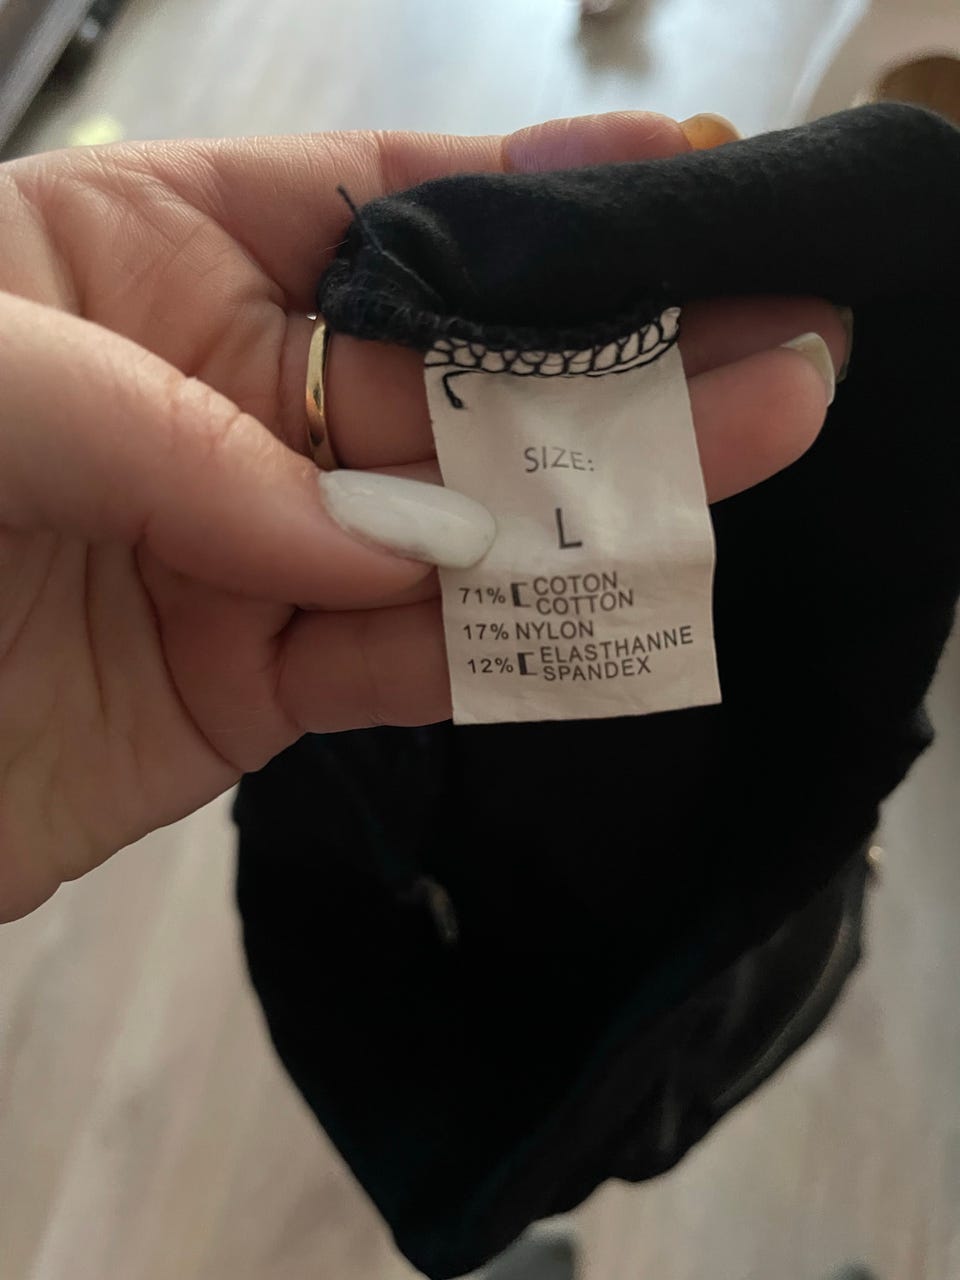 SIZE:
L
71% [ COTON
COTTON
17% NYLON
12% [ ELASTHANNE
SPANDEX